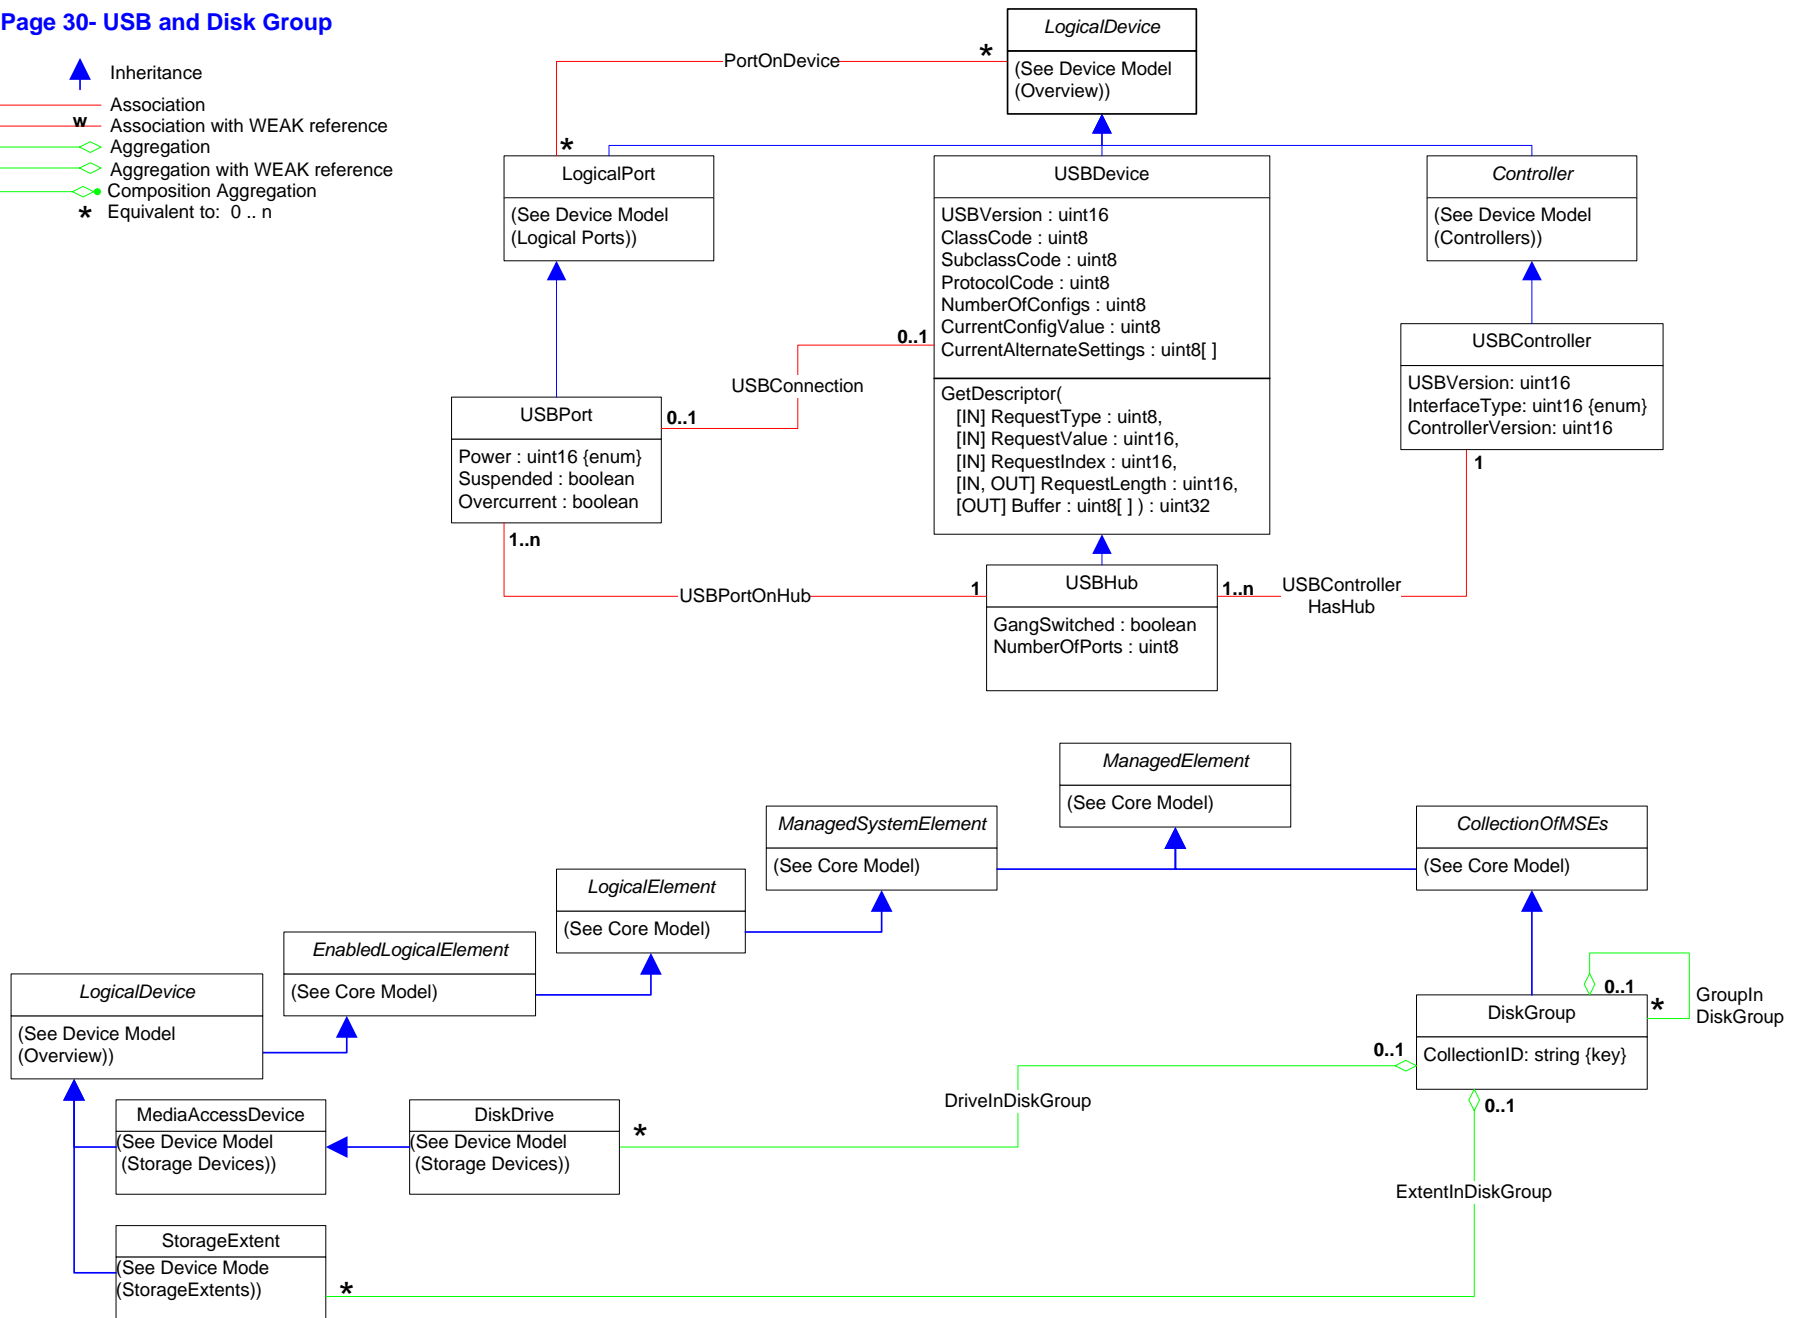 Page 30- USB and Disk Group
Inheritance
Association
w
Association with WEAK reference
Aggregation
Aggregation with WEAK reference
Composition Aggregation
* Equivalent to: 0 .. n
LogicalDevice
(See Device Model
(Overview))
PortOnDevice
*
*
LogicalPort
(See Device Model
(Logical Ports))
USBDevice
USBVersion : uint16
ClassCode : uint8
SubclassCode : uint8
ProtocolCode : uint8
NumberOfConfigs : uint8
CurrentConfigValue : uint8
CurrentAlternateSettings : uint8[ ]
GetDescriptor(
[IN] RequestType : uint8,
[IN] RequestValue : uint16,
[IN] RequestIndex : uint16,
[IN, OUT] RequestLength : uint16,
[OUT] Buffer : uint8[ ] ) : uint32
Controller
(See Device Model
(Controllers))
USBController
USBVersion: uint16
InterfaceType: uint16 {enum}
ControllerVersion: uint16
1
0..1
USBConnection
0..1
USBPort
Power : uint16 {enum}
Suspended : boolean
Overcurrent : boolean
1..n
USBPortOnHub
1
USBHub
GangSwitched : boolean
NumberOfPorts : uint8
1..n
USBController
HasHub
ManagedElement
(See Core Model)
ManagedSystemElement
(See Core Model)
CollectionOfMSEs
(See Core Model)
LogicalElement
(See Core Model)
EnabledLogicalElement
(See Core Model)
LogicalDevice
(See Device Model
(Overview))
0..1
*
GroupIn
DiskGroup
DiskGroup
CollectionID: string {key}
0..1
DriveInDiskGroup
*
0..1
MediaAccessDevice
(See Device Model
(Storage Devices))
DiskDrive
(See Device Model
(Storage Devices))
ExtentInDiskGroup
StorageExtent
(See Device Mode
(StorageExtents))
*